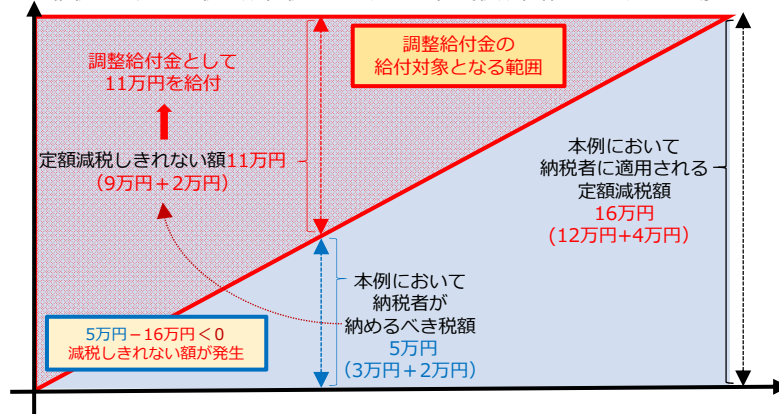 調整給付金の
給付対象となる範囲
調整給付金として
11万円を給付
定額減税しきれない額11万円
（9万円＋2万円）
本例において
納税者に適用される
定額減税額
16万円
(12万円+4万円）
本例において
納税者が
納めるべき税額
5万円
（3万円＋2万円）
5万円－16万円＜0
減税しきれない額が発生